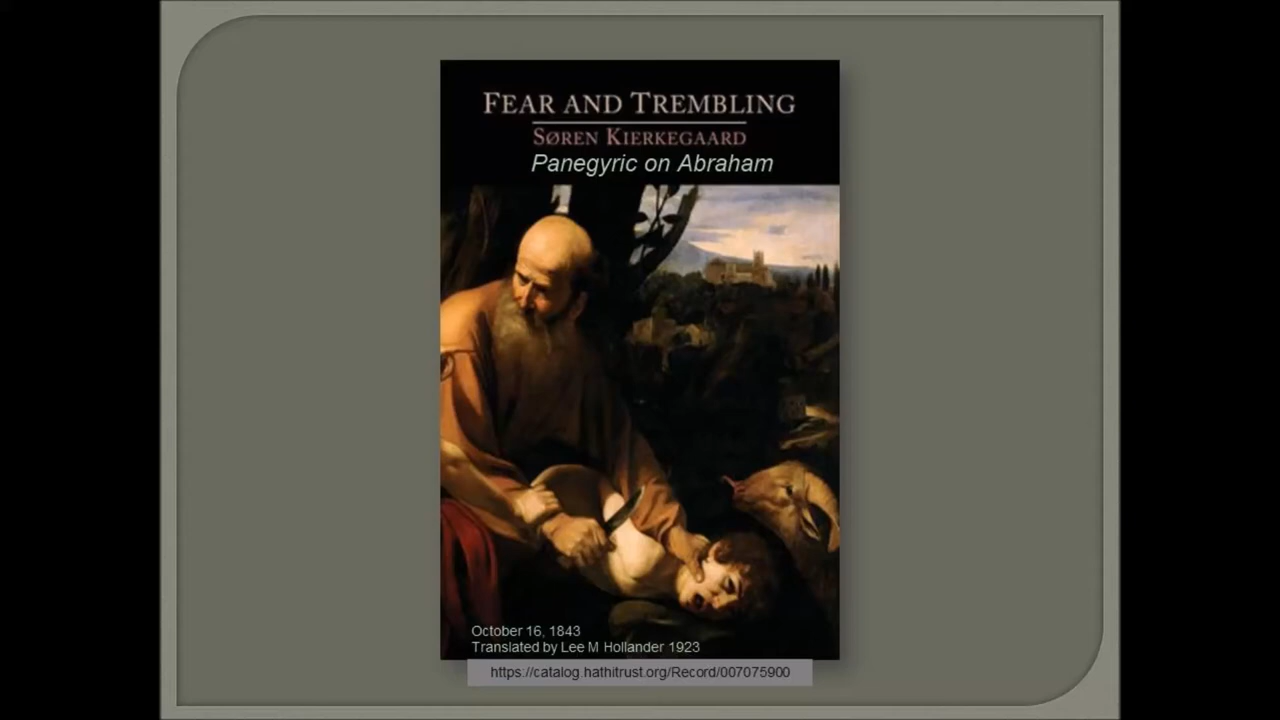 FEAR AND TREMBLING
SØREN KIERKEGAARD
Panegyric on Abraham
October 16, 1843
Translated by Lee M Hollander 1923
https://catalog.hathitrust.org/Record/007075900